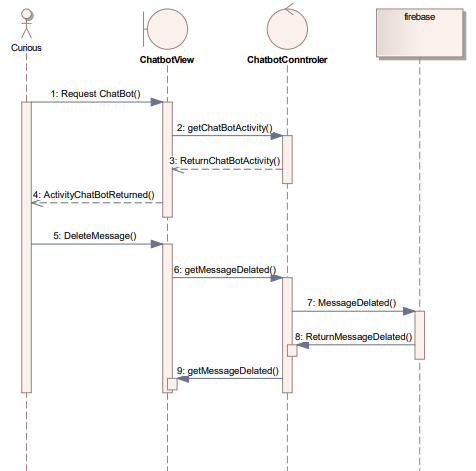 firebase
Curious
ChatbotView
ChatbotConntroler
1: Request ChatBot()
2: getChatBotActivity()
3: ReturnChatBotActivity()
4: ActivityChatBotReturned()
5: DeleteMessage()
6: getMessageDelated()
7: MessageDelated()
8: ReturnMessageDelated()
9: getMessageDelated()